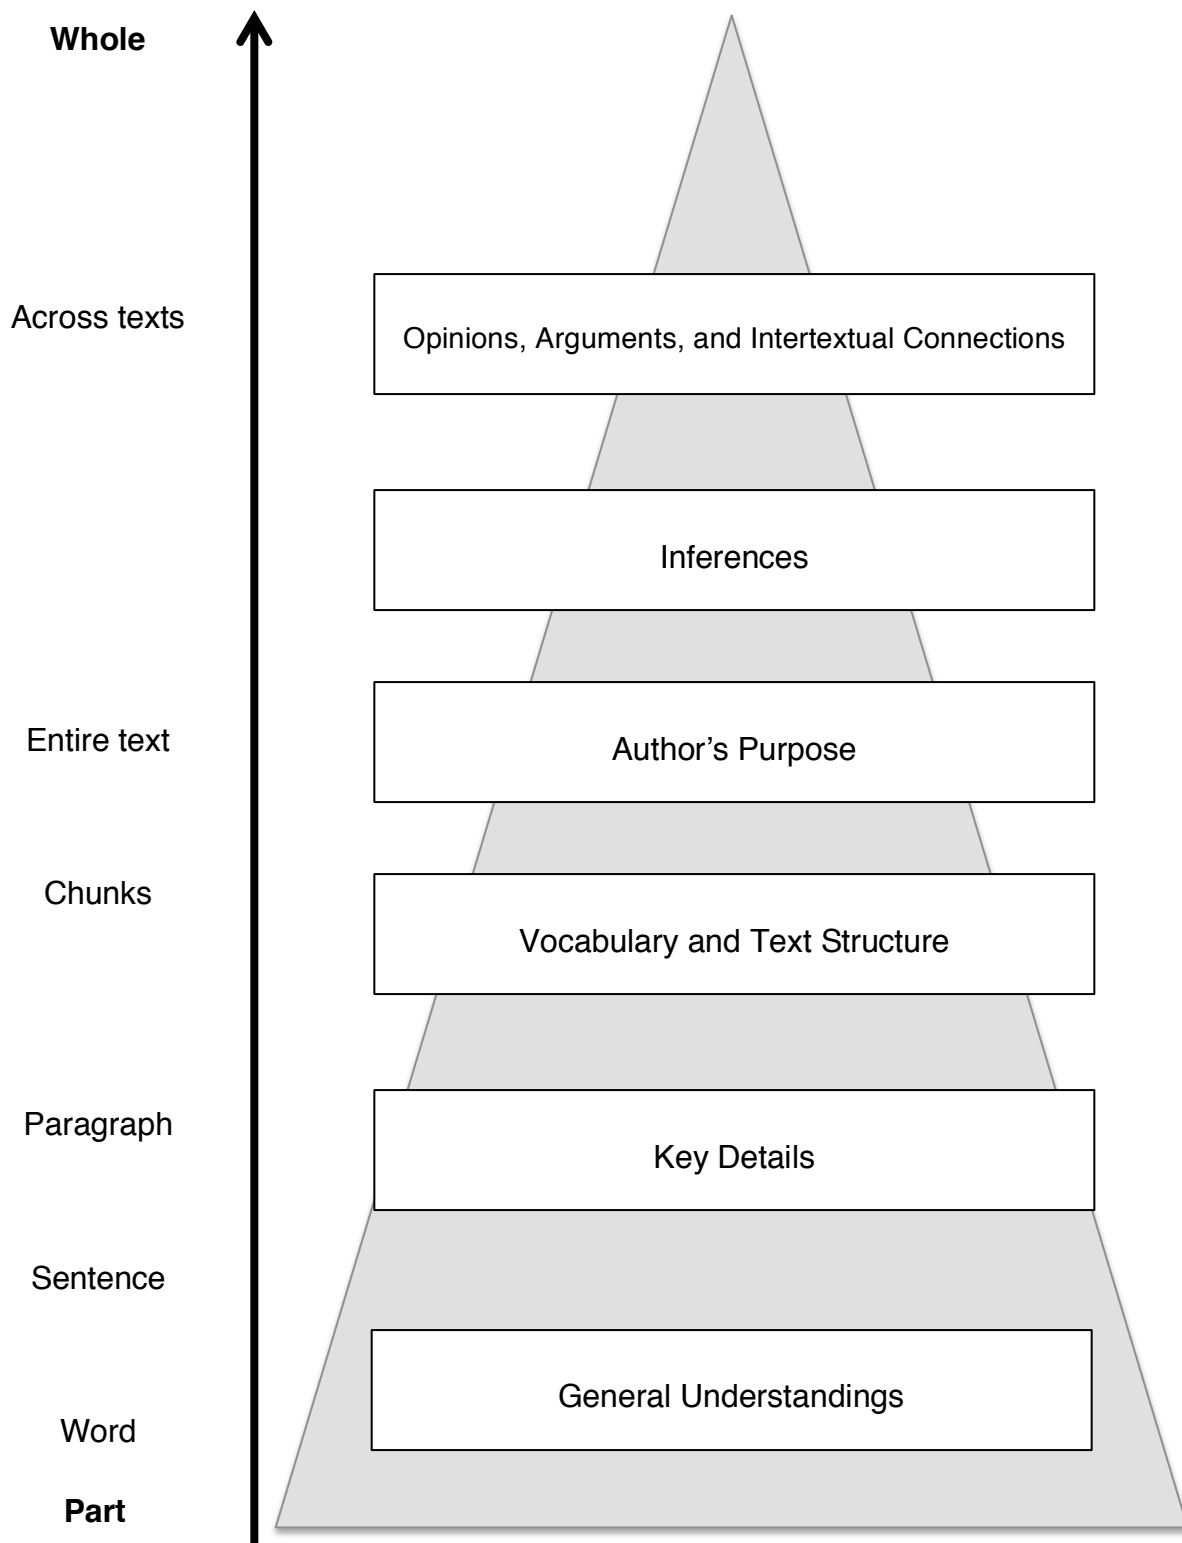 Whole
Across texts
Opinions, Arguments, and Intertextual Connections
Inferences
Entire text
Author’s Purpose
Chunks
Vocabulary and Text Structure
Paragraph
Key Details
Sentence
General Understandings
Word
Part